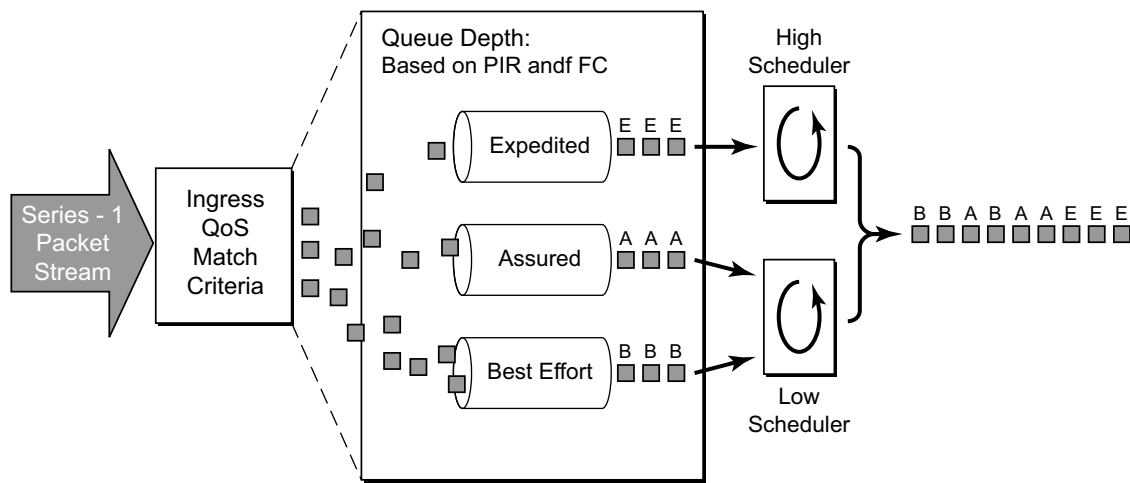 Queue Depth:
Based on PIR andf FC
High
Scheduler
E E E
Expedited
Series - 1
Packet
Stream
Ingress
QoS
Match
Criteria
A A A
Assured
B B A B A A E E E
B B B
Best Effort
Low
Scheduler